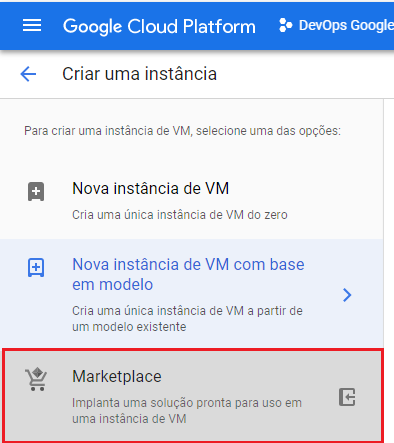 Google Cloud Platform
DevOps Google
Criar uma instância
Para criar uma instância de VM, selecione uma das opções:
Nova instância de VM
Cria uma única instância de VM do zero
Nova instância de VM com base
em modelo
Cria uma única instância de VM a partir de
um modelo existente
Marketplace
Implanta uma solução pronta para uso em
uma instância de VM